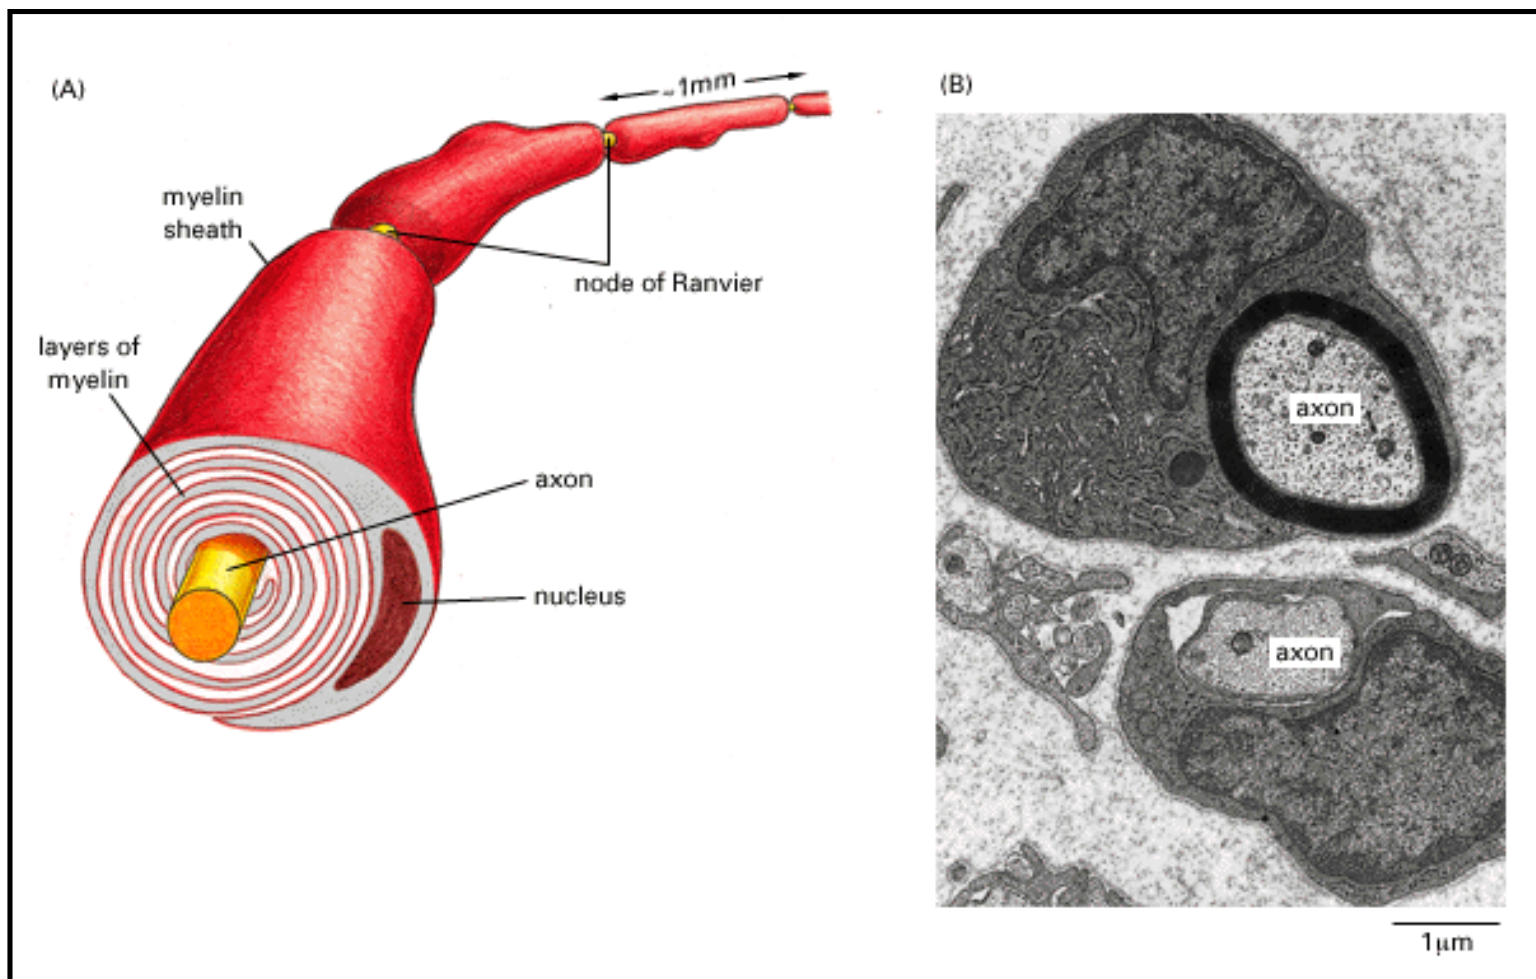 (A)
~1mm
myelin
sheath
node of Ranvier
layers of
myelin
axon
nucleus
(B)
axon
axon
1µm